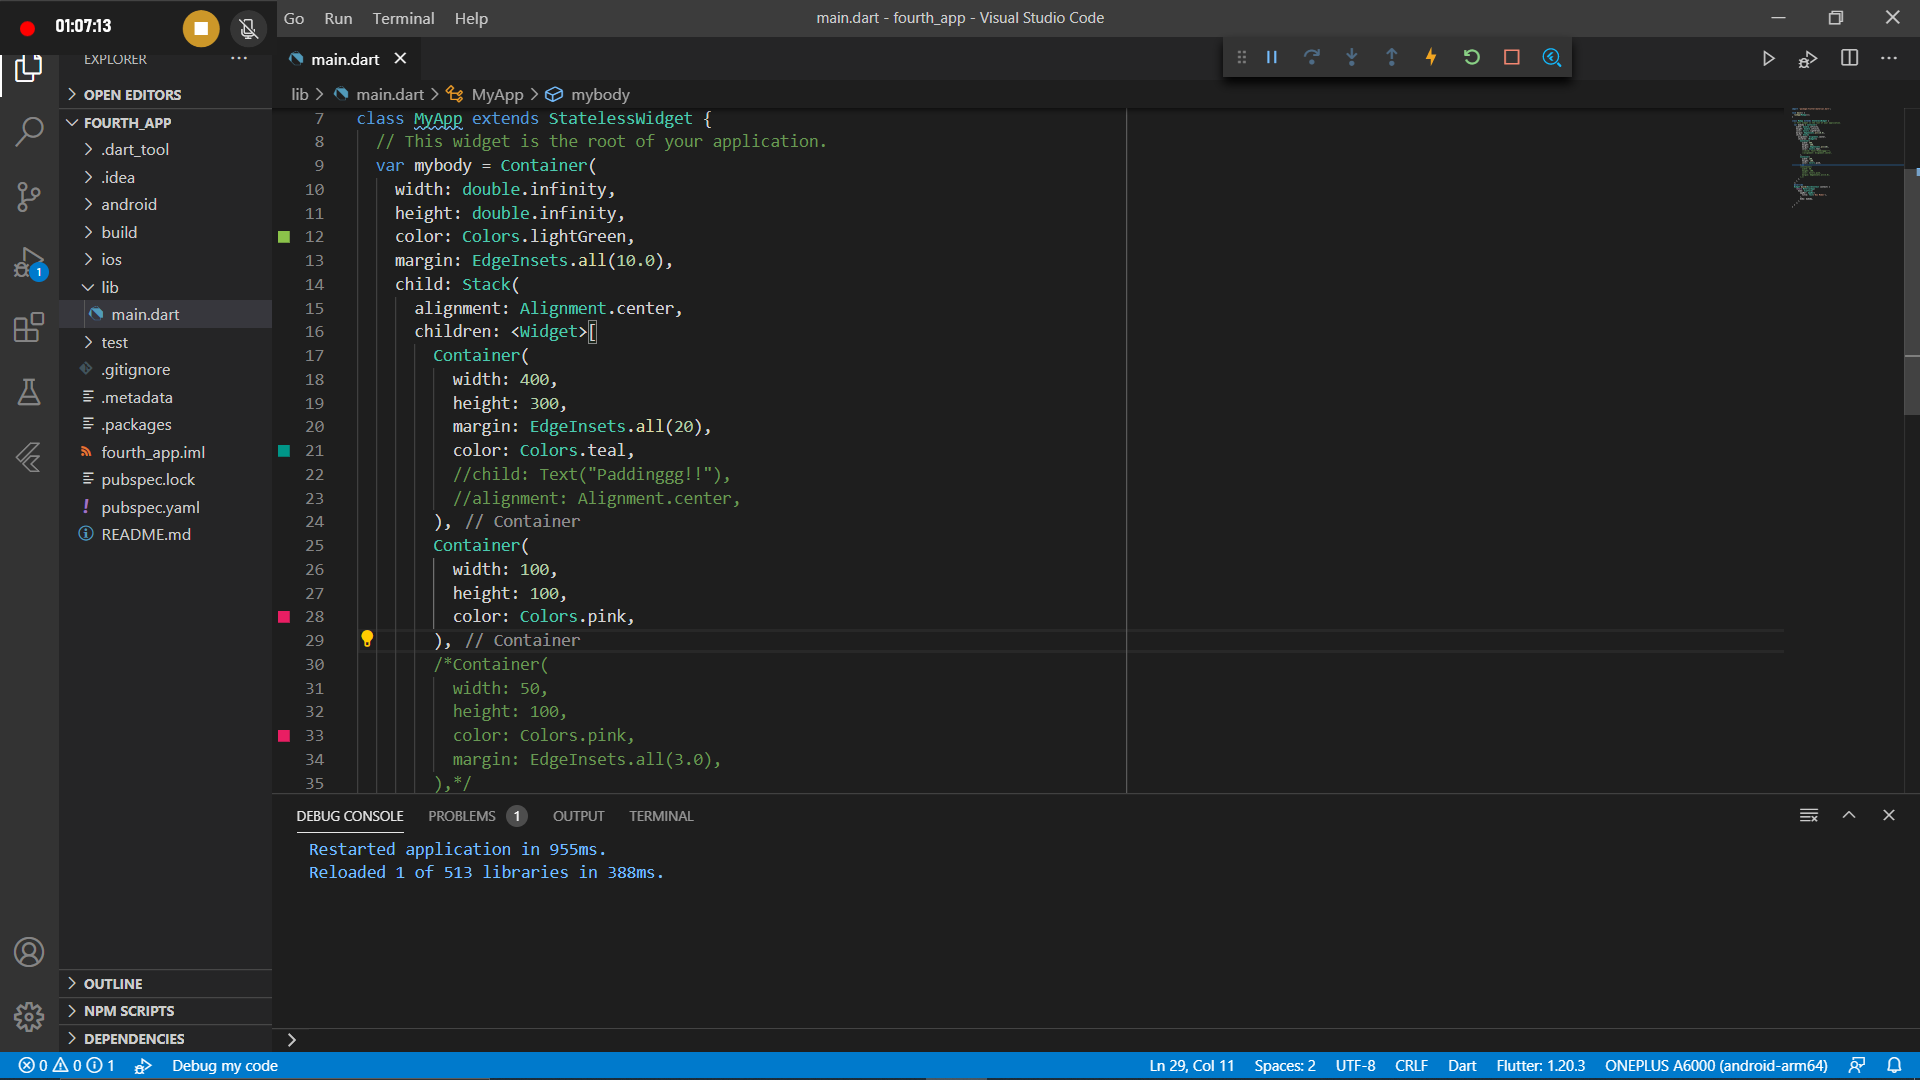 01:07:13
Go Run Terminal Help
main.dart - fourth_app - Visual Studio Code
EXPLORER
main.dart
OPEN EDITORS
lib > main.dart > MyApp > mybody
FOURTH_APP
.dart_tool
.idea
android
build
ios
lib
main.dart
test
.gitignore
.metadata
.packages
fourth_app.iml
pubspec.lock
pubspec.yaml
README.md
1
7 class MyApp extends StatelessWidget {
8 // This widget is the root of your application.
9 var mybody = Container(
10 width: double.infinity,
11 height: double.infinity,
12 color: Colors.lightGreen,
13 margin: EdgeInsets.all(10.0),
14 child: Stack(
15 alignment: Alignment.center,
16 children: <Widget>[
17 Container(
18 width: 400,
19 height: 300,
20 margin: EdgeInsets.all(20),
21 color: Colors.teal,
22 //child: Text("Paddinggg!!"),
23 //alignment: Alignment.center,
24 ), // Container
25 Container(
26 width: 100,
27 height: 100,
28 color: Colors.pink,
29 ), // Container
30 /*Container(
31 width: 50,
32 height: 100,
33 color: Colors.pink,
34 margin: EdgeInsets.all(3.0),
35 ),*/
DEBUG CONSOLE PROBLEMS 1 OUTPUT TERMINAL
Restarted application in 955ms.
Reloaded 1 of 513 libraries in 388ms.
OUTLINE
NPM SCRIPTS
DEPENDENCIES
0 0 1 Debug my code Ln 29, Col 11 Spaces: 2 UTF-8 CRLF Dart Flutter: 1.20.3 ONEPLUS A6000 (android-arm64)